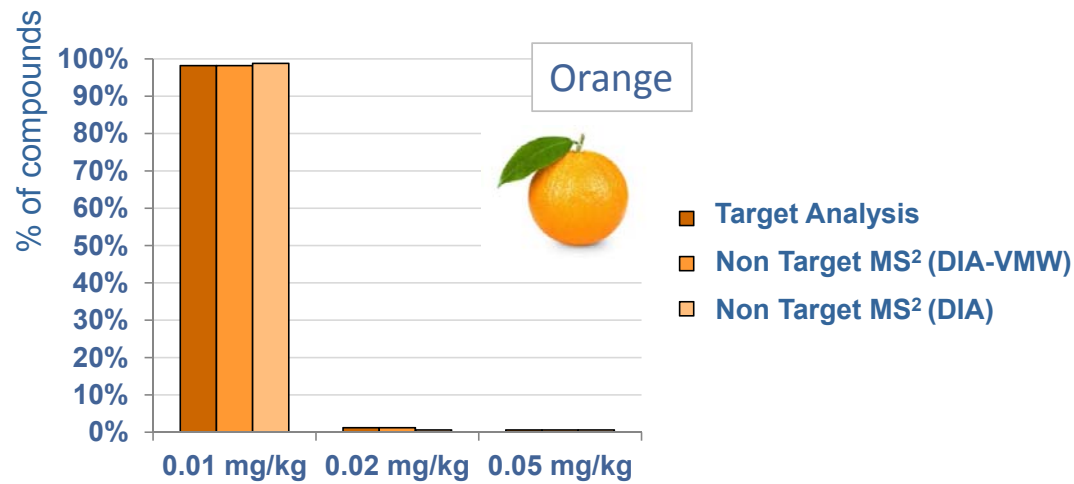 % of compounds
100%
90%
80%
70%
60%
50%
40%
30%
20%
10%
0%
0.01 mg/kg 0.02 mg/kg 0.05 mg/kg
Orange
Target Analysis
Non Target MS² (DIA-VMW)
Non Target MS² (DIA)